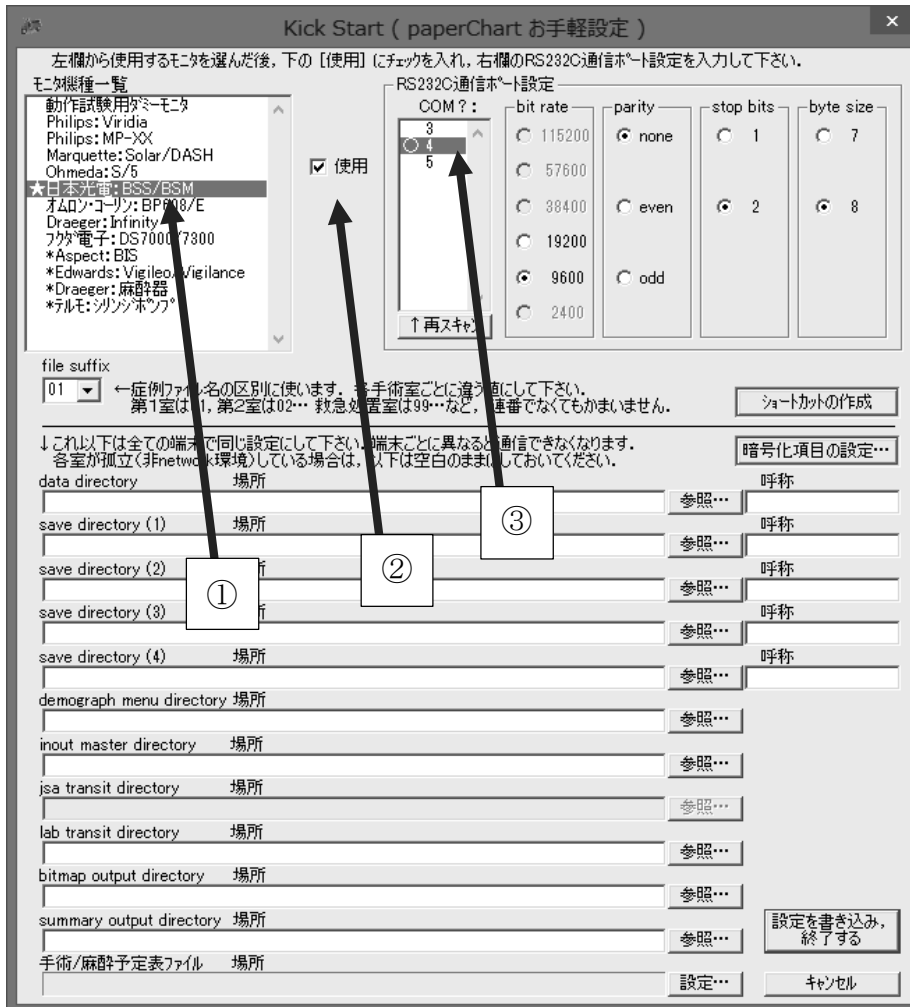 Kick Start ( paperChart お手軽設定 )
×
左欄から使用するモニタを選んだ後，下の［使用］にチェックを入れ，右欄のRS232C通信ポート設定を入力して下さい．
モニタ機種一覧
動作試験用ダミーモニタ
Philips: Viridia
Philips: MP-XX
Marquette: Solar/DASH
Ohmeda: S/5
★日本光電: BSS/BSM
オムロン・コーリン: BP608/E
Draeger: Infinity
フクダ電子: DS7000/7300
*Aspect: BIS
*Edwards: Vigileo/Vigilance
*Draeger: 麻酔器
*テルモ: シリンジポンプ
使用
RS232C通信ポート設定
COM？:
3
○ 4
5
↑再スキャン
bit rate
115200
57600
38400
19200
9600
2400
parity
none
even
odd
stop bits
1
2
byte size
7
8
file suffix
01
←症例ファイル名の区別に使います．各手術室ごとに違う値にして下さい．
第1室は01，第2室は02… 救急処置室は99…など，連番でなくてもかまいません．
ショートカットの作成
↓これ以下は全ての端末で同じ設定にして下さい．端末ごとに異なると通信できなくなります．
各室が孤立(非network環境)している場合は，以下は空白のままにしておいてください．
暗号化項目の設定…
data directory 場所 呼称
参照…
save directory (1) 場所 呼称
参照…
save directory (2) 場所 呼称
参照…
save directory (3) 場所 呼称
参照…
save directory (4) 場所 呼称
参照…
demograph menu directory 場所
参照…
inout master directory 場所
参照…
jsa transit directory 場所
参照…
lab transit directory 場所
参照…
bitmap output directory 場所
参照…
summary output directory 場所
参照…
手術/麻酔予定表ファイル 場所
設定…
設定を書き込み，
終了する
キャンセル
①
②
③